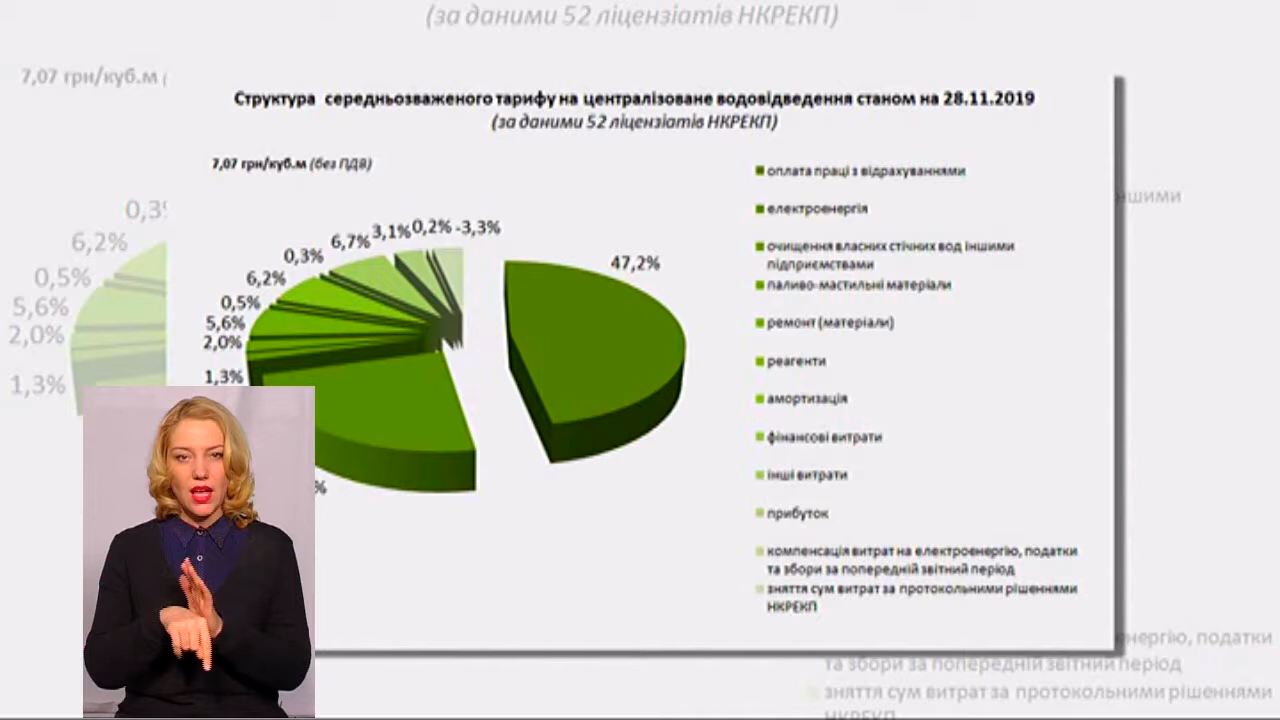 (за даними 52 ліцензіатів НКРЕКП)
7,07 грн/куб.м (
Структура середньозваженого тарифу на централізоване водовідведення станом на 28.11.2019
(за даними 52 ліцензіатів НКРЕКП)
7,07 грн/куб.м (без ПДВ)
оплата праці з відрахуваннями
електроенергія
очищення власних стічних вод іншими
підприємствами
паливо-мастильні матеріали
ремонт (матеріали)
реагенти
амортизація
фінансові витрати
інші витрати
прибуток
компенсація витрат на електроенергію, податки
та збори за попередній звітний період
зняття сум витрат за протокольними рішеннями
НКРЕКП
47,2%
-3,3%
0,2%
3,1%
6,7%
0,3%
6,2%
0,5%
5,6%
2,0%
1,3%
%
0,3
6,2%
0,5%
5,6%
2,0%
1,3%
ншими
енергію, податки
та збори за попередній звітний період
зняття сум витрат за протокольними рішеннями
НКРЕКП